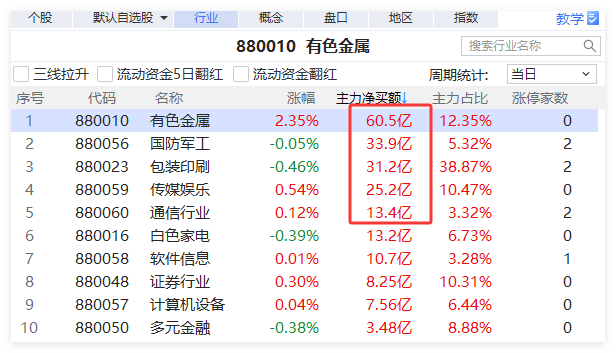 个股 默认自选股 行业 概念 盘口 地区 指数 教学
880010 有色金属 搜索行业名称
三线拉升 流动资金5日翻红 流动资金翻红 周期统计: 当日
序号 代码 名称 涨幅 主力净买额↓ 主力占比 涨停家数
1 880010 有色金属 2.35% 60.5亿 12.35% 0
2 880056 国防军工 -0.05% 33.9亿 5.32% 2
3 880023 包装印刷 -0.46% 31.2亿 38.87% 2
4 880059 传媒娱乐 0.54% 25.2亿 10.47% 0
5 880060 通信行业 0.12% 13.4亿 3.32% 2
6 880016 白色家电 -0.39% 13.2亿 6.73% 0
7 880058 软件信息 0.01% 10.7亿 3.28% 1
8 880048 证券行业 0.30% 8.25亿 10.31% 0
9 880057 计算机设备 0.04% 7.56亿 6.44% 0
10 880050 多元金融 -0.38% 3.48亿 8.88% 0